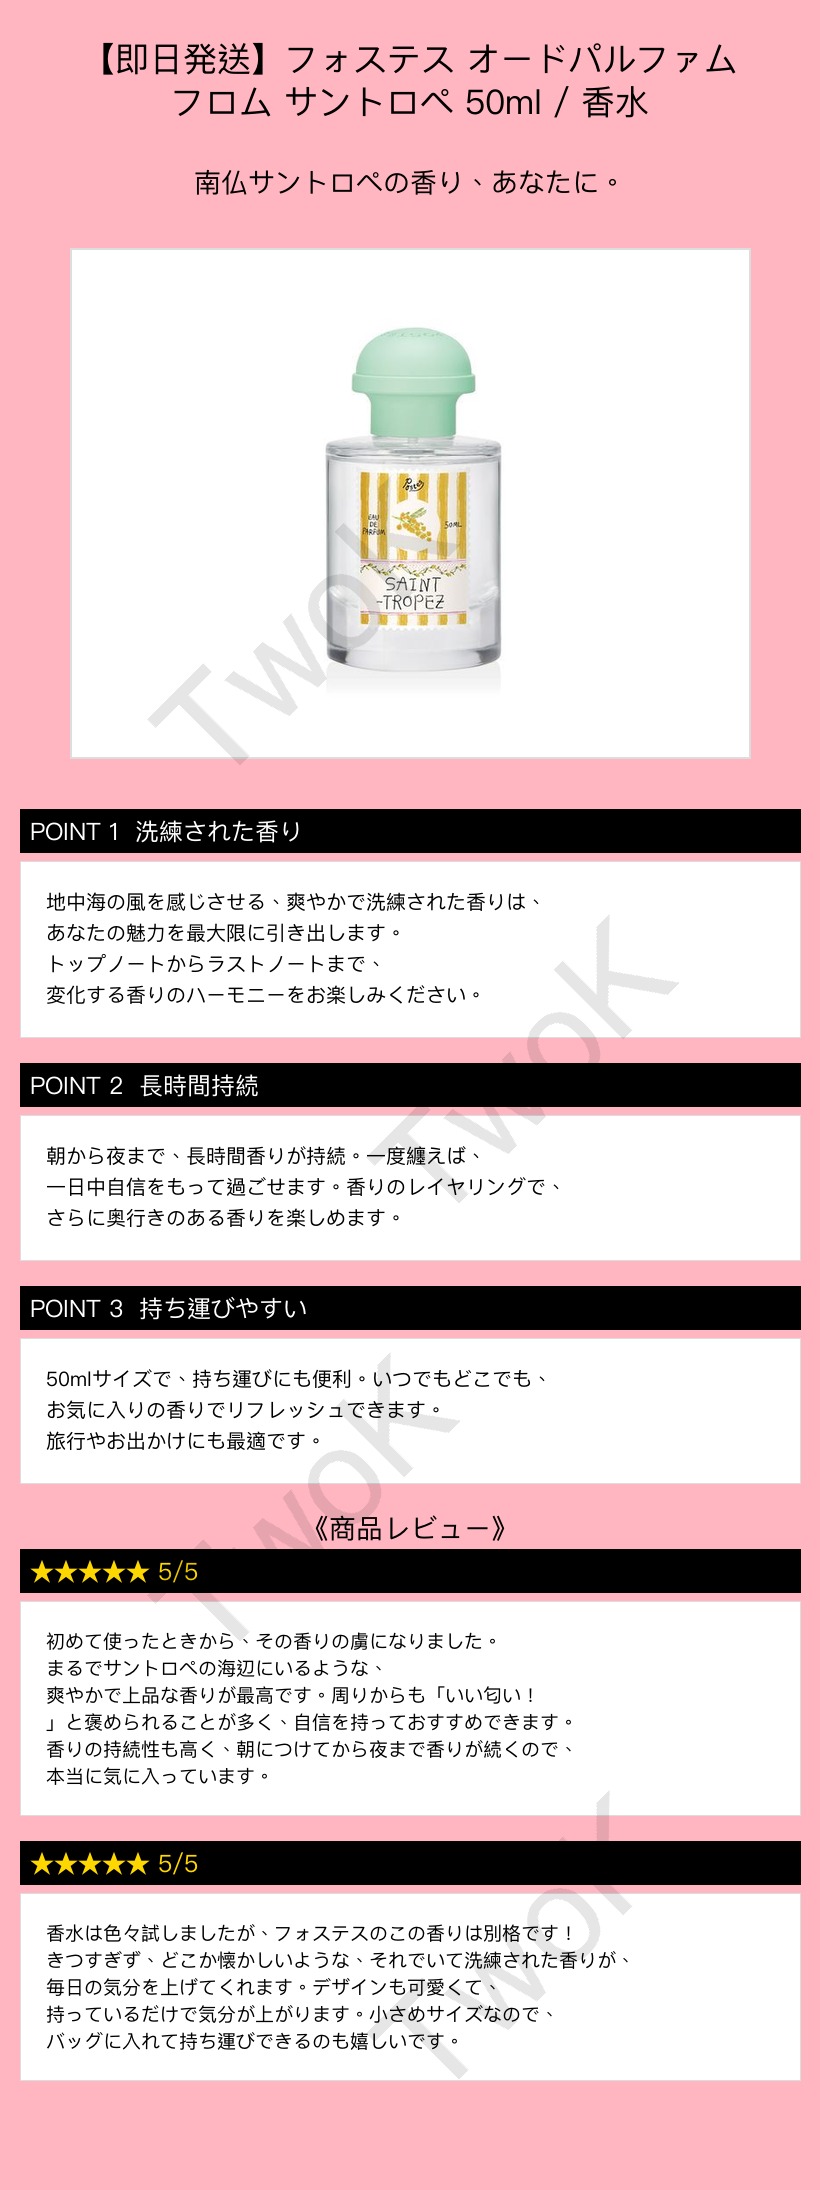 【即日発送】フォステス オードパルファム
フロム サントロペ 50ml / 香水
南仏サントロペの香り、あなたに。
Postes
EAU
DE
PARFUM
50ML
SAINT
-TROPEZ
TwoK
POINT 1 洗練された香り
地中海の風を感じさせる、爽やかで洗練された香りは、
あなたの魅力を最大限に引き出します。
トップノートからラストノートまで、
変化する香りのハーモニーをお楽しみください。
TwoK
POINT 2 長時間持続
朝から夜まで、長時間香りが持続。一度纏えば、
一日中自信をもって過ごせます。香りのレイヤリングで、
さらに奥行きのある香りを楽しめます。
POINT 3 持ち運びやすい
50mlサイズで、持ち運びにも便利。いつでもどこでも、
お気に入りの香りでリフレッシュできます。
旅行やお出かけにも最適です。
TwoK
《商品レビュー》
★★★★★ 5/5
初めて使ったときから、その香りの虜になりました。
まるでサントロペの海辺にいるような、
爽やかで上品な香りが最高です。周りからも「いい匂い！
」と褒められることが多く、自信を持っておすすめできます。
香りの持続性も高く、朝につけてから夜まで香りが続くので、
本当に気に入っています。
★★★★★ 5/5
香水は色々試しましたが、フォステスのこの香りは別格です！
きつすぎず、どこか懐かしいような、それでいて洗練された香りが、
毎日の気分を上げてくれます。デザインも可愛くて、
持っているだけで気分が上がります。小さめサイズなので、
バッグに入れて持ち運びできるのも嬉しいです。
TwoK